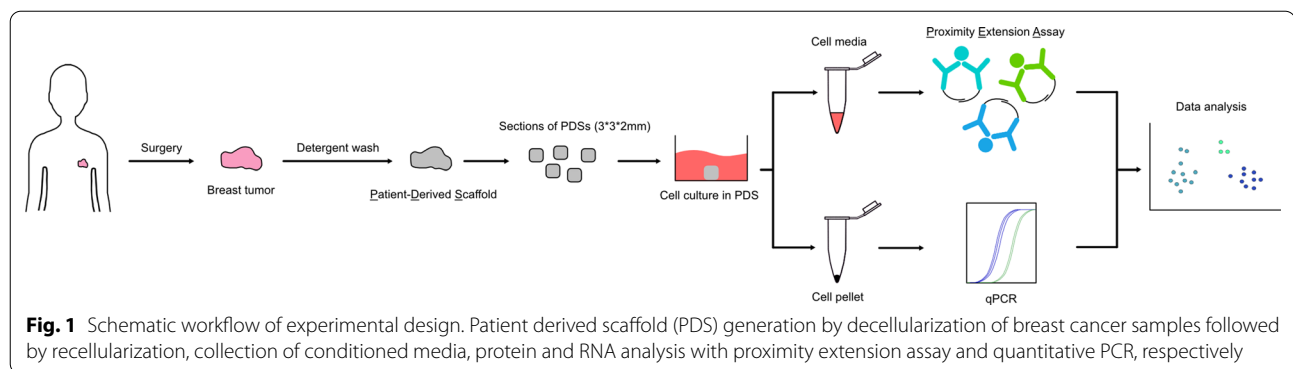 Surgery
Breast tumor
Detergent wash
Patient-Derived Scaffold
Sections of PDSs (3*3*2mm)
Cell culture in PDS
Cell media
Proximity Extension Assay
Cell pellet
qPCR
Data analysis
Fig. 1 Schematic workflow of experimental design. Patient derived scaffold (PDS) generation by decellularization of breast cancer samples followed
by recellularization, collection of conditioned media, protein and RNA analysis with proximity extension assay and quantitative PCR, respectively